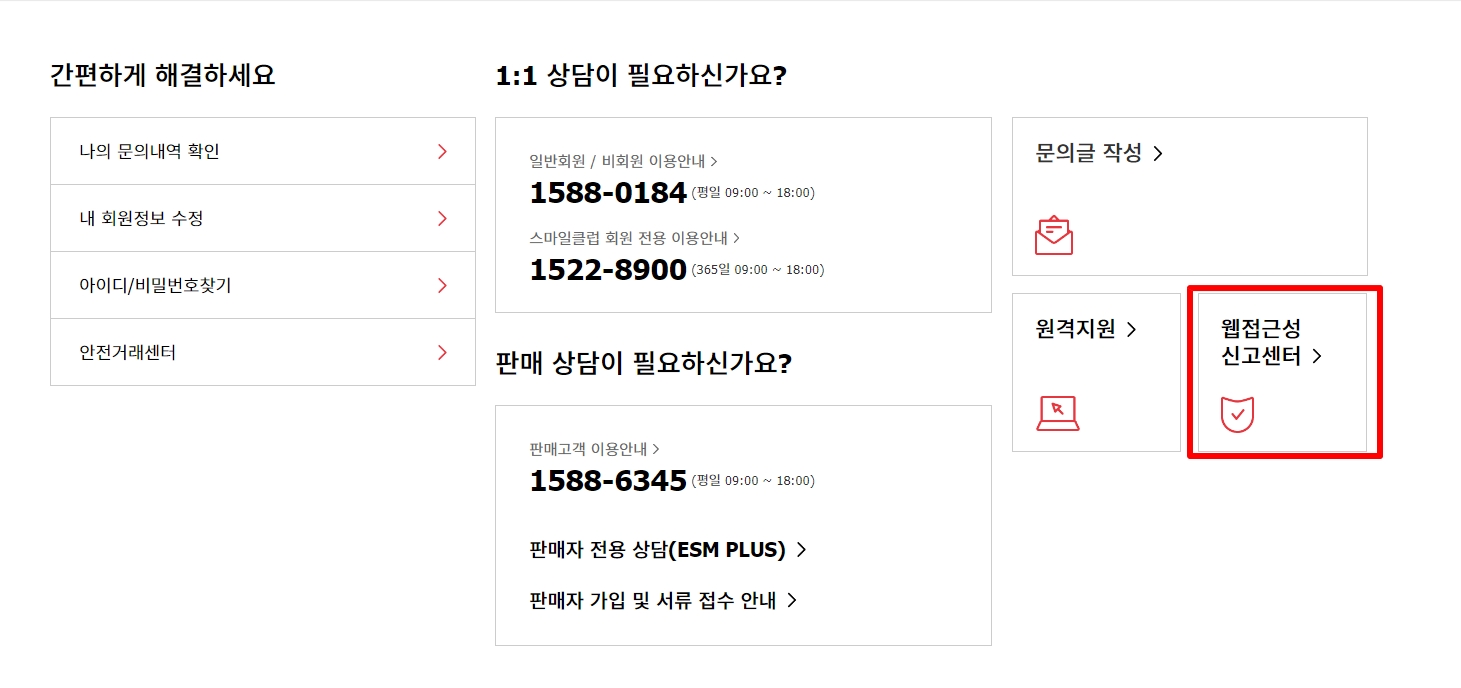 간편하게 해결하세요
나의 문의내역 확인
내 회원정보 수정
아이디/비밀번호찾기
안전거래센터
1:1 상담이 필요하신가요?
일반회원 / 비회원 이용안내
1588-0184 (평일 09:00 ~ 18:00)
스마일클럽 회원 전용 이용안내
1522-8900 (365일 09:00 ~ 18:00)
판매 상담이 필요하신가요?
판매고객 이용안내
1588-6345 (평일 09:00 ~ 18:00)
판매자 전용 상담(ESM PLUS)
판매자 가입 및 서류 접수 안내
문의글 작성
원격지원
웹접근성
신고센터